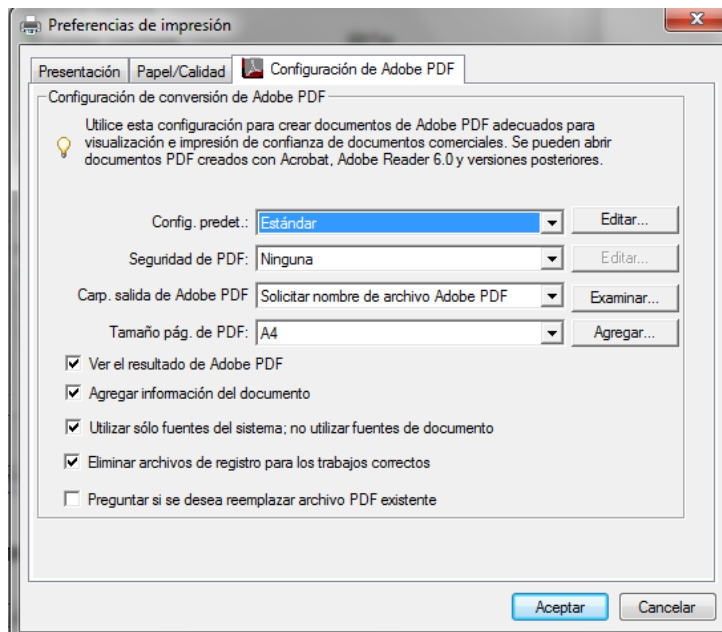 Preferencias de impresión
Presentación Papel/Calidad Configuración de Adobe PDF
Configuración de conversión de Adobe PDF
Utilice esta configuración para crear documentos de Adobe PDF adecuados para
visualización e impresión de confianza de documentos comerciales. Se pueden abrir
documentos PDF creados con Acrobat, Adobe Reader 6.0 y versiones posteriores.
Config. predet.: Estándar Editar...
Seguridad de PDF: Ninguna Editar...
Carp. salida de Adobe PDF Solicitar nombre de archivo Adobe PDF Examinar...
Tamaño pág. de PDF: A4 Agregar...
Ver el resultado de Adobe PDF
Agregar información del documento
Utilizar sólo fuentes del sistema; no utilizar fuentes de documento
Eliminar archivos de registro para los trabajos correctos
Preguntar si se desea reemplazar archivo PDF existente
Aceptar Cancelar